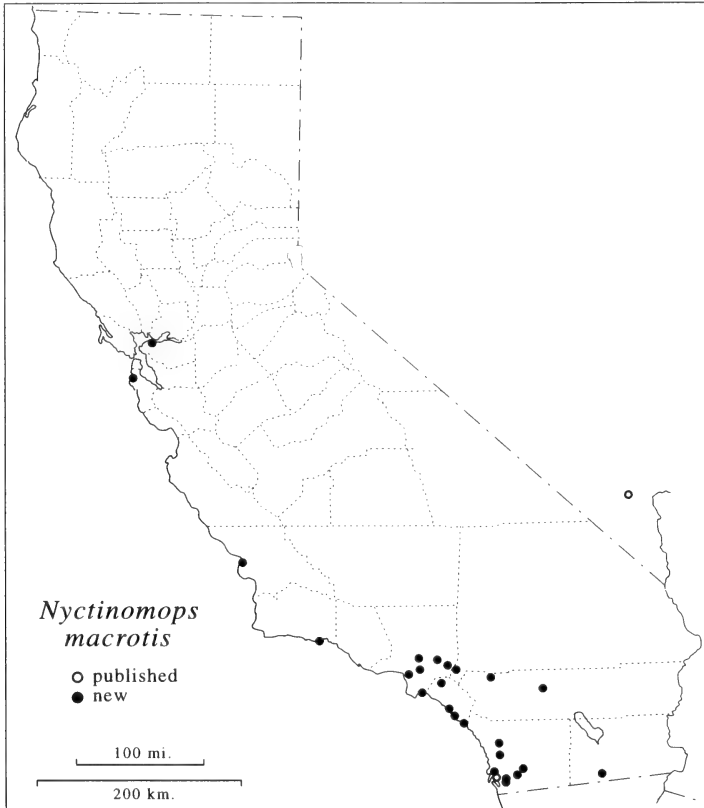 Nyctinomops
macrotis
published
new
100 mi.
200 km.